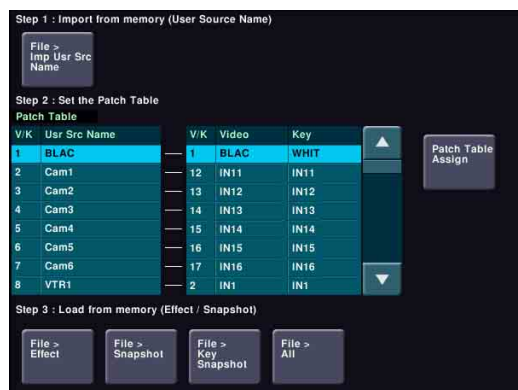 Step 1 : Import from memory (User Source Name)
File >
Imp Usr Src
Name
Step 2 : Set the Patch Table
Patch Table
V/K Usr Src Name V/K Video Key
1 BLAC 1 BLAC WHIT
2 Cam1 12 IN11 IN11
3 Cam2 13 IN12 IN12
4 Cam3 14 IN13 IN13
5 Cam4 15 IN14 IN14
6 Cam5 16 IN15 IN15
7 Cam6 17 IN16 IN16
8 VTR1 2 IN1 IN1
Patch Table
Assign
Step 3 : Load from memory (Effect / Snapshot)
File >
Effect
File >
Snapshot
File >
Key
Snapshot
File >
All